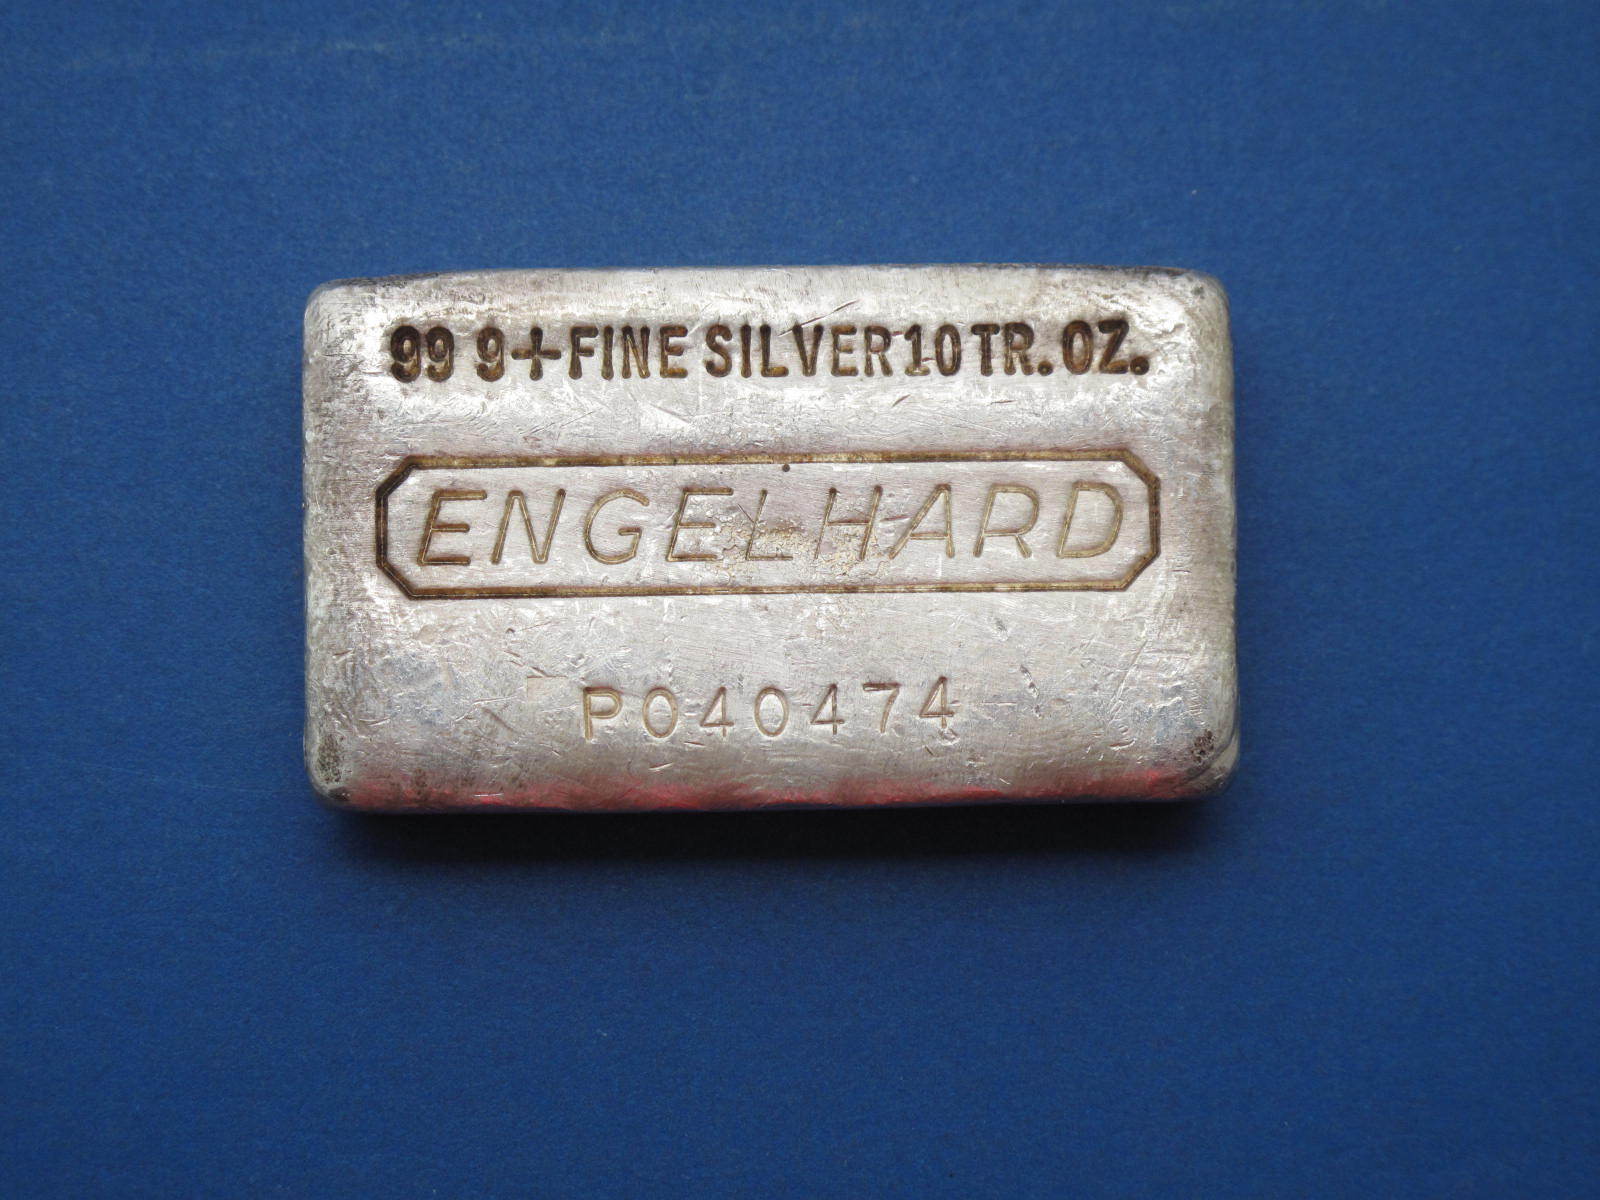 99 9+FINE SILVER 10 TR. OZ.
ENGELHARD
P040474